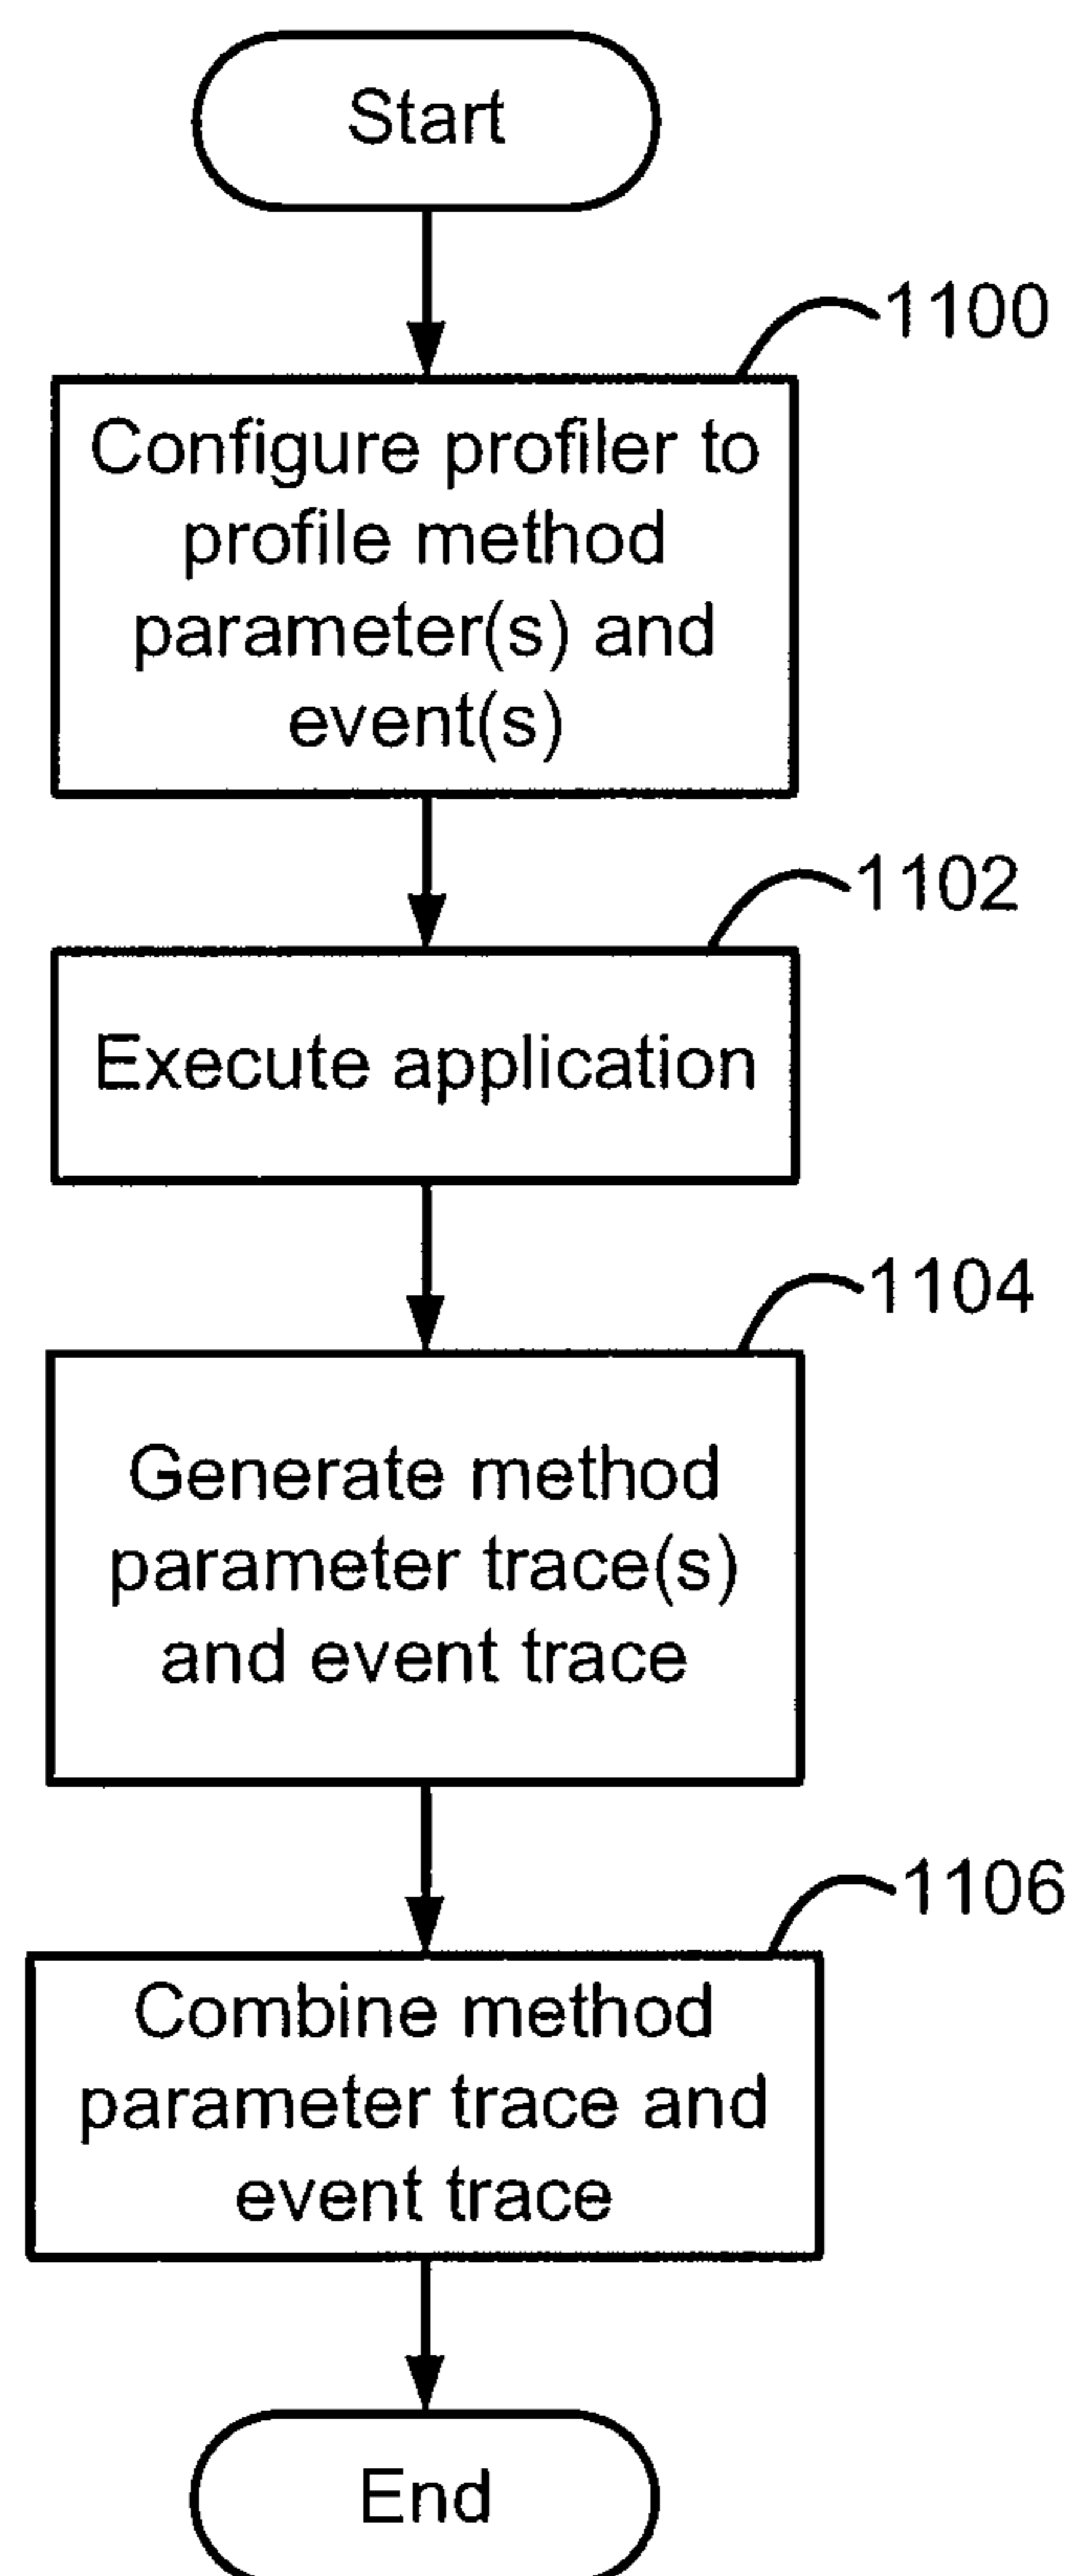 Start
1100
Configure profiler to
profile method
parameter(s) and
event(s)
1102
Execute application
1104
Generate method
parameter trace(s)
and event trace
1106
Combine method
parameter trace and
event trace
End